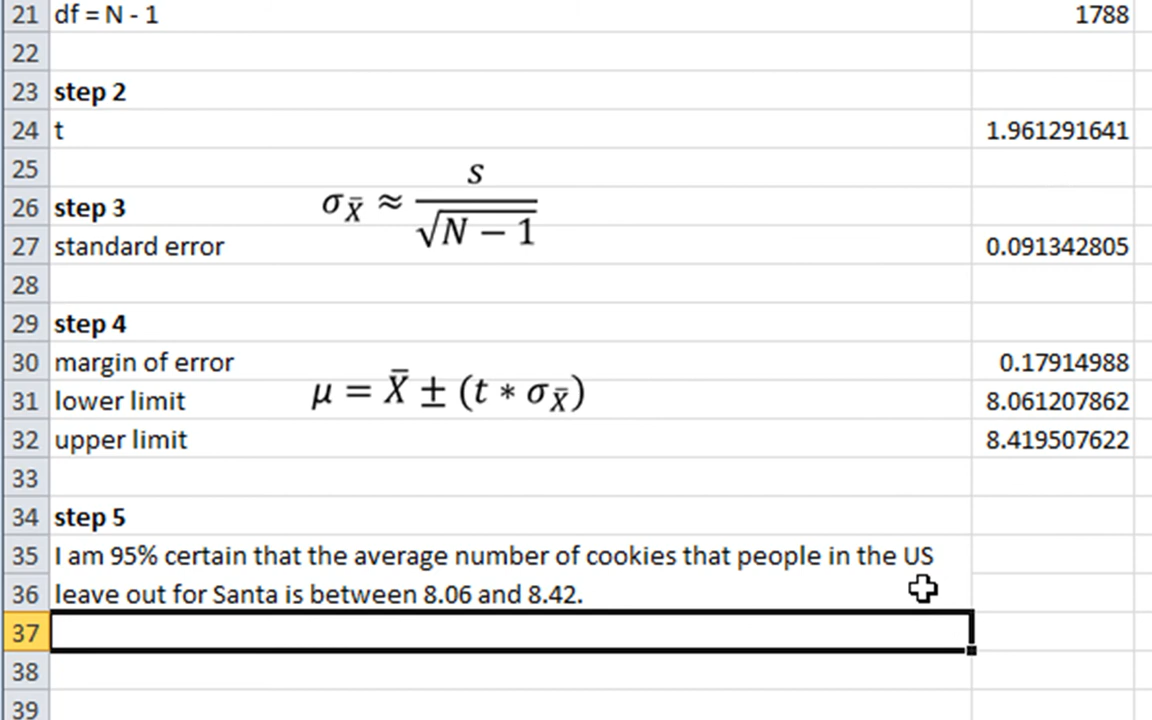 21 df = N - 1 1788
22
23 step 2
24 t 1.961291641
25
26 step 3
σX̄ ≈ s / √N − 1
27 standard error 0.091342805
28
29 step 4
30 margin of error 0.17914988
μ = X̄ ± (t * σX̄)
31 lower limit 8.061207862
32 upper limit 8.419507622
33
34 step 5
35 I am 95% certain that the average number of cookies that people in the US
36 leave out for Santa is between 8.06 and 8.42.
37
38
39